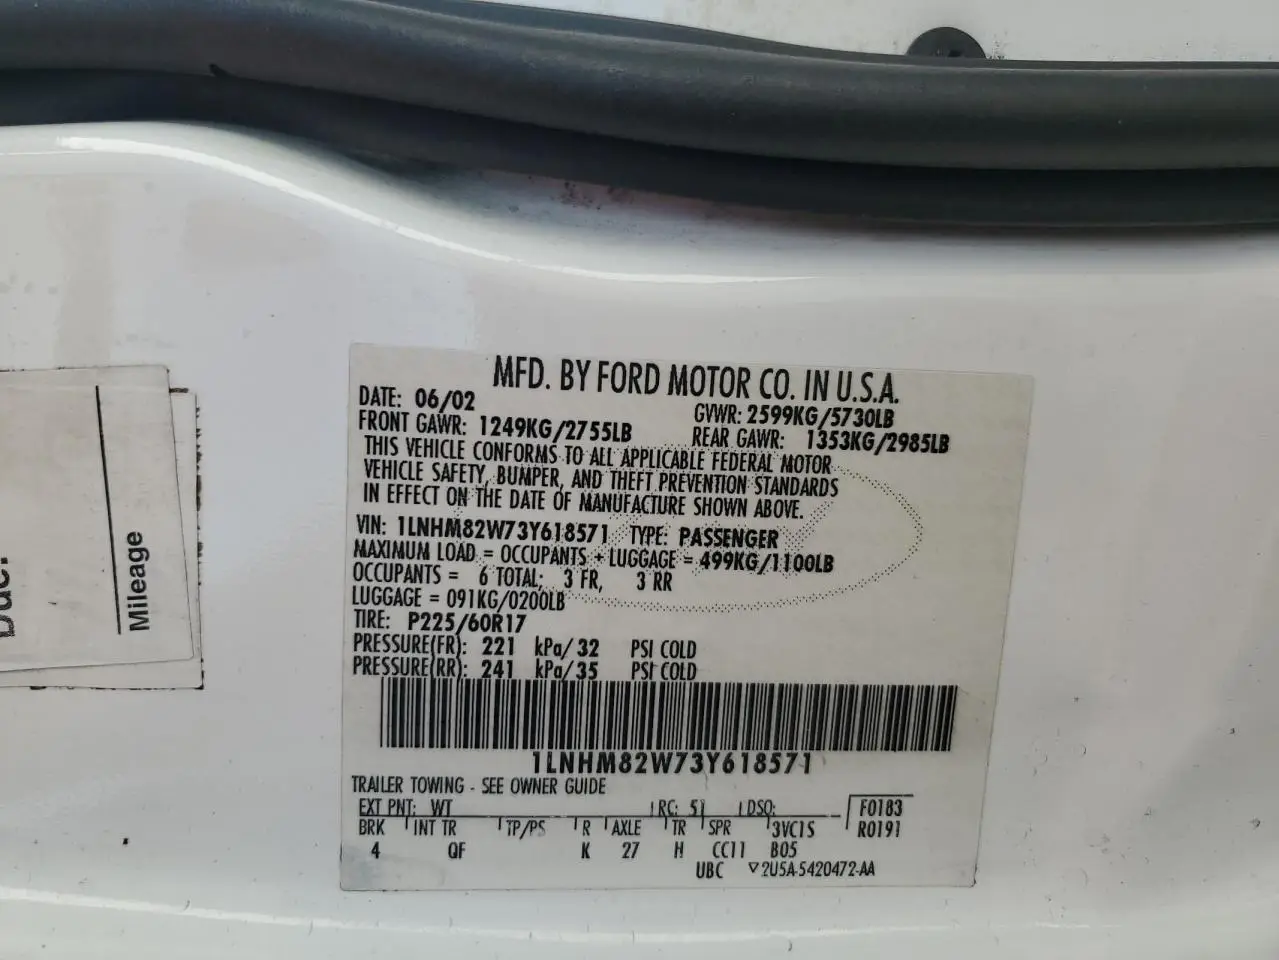 MFD. BY FORD MOTOR CO. IN U.S.A.
DATE: 06/02 GVWR: 2599KG/5730LB
FRONT GAWR: 1249KG/2755LB REAR GAWR: 1353KG/2985LB
THIS VEHICLE CONFORMS TO ALL APPLICABLE FEDERAL MOTOR
VEHICLE SAFETY, BUMPER, AND THEFT PREVENTION STANDARDS
IN EFFECT ON THE DATE OF MANUFACTURE SHOWN ABOVE.
VIN: 1LNHM82W73Y618571 TYPE: PASSENGER
MAXIMUM LOAD = OCCUPANTS + LUGGAGE = 499KG/1100LB
OCCUPANTS = 6 TOTAL; 3 FR, 3 RR
LUGGAGE = 091KG/0200LB
TIRE: P225/60R17
PRESSURE(FR): 221 kPa/32 PSI COLD
PRESSURE(RR): 241 kPa/35 PSI COLD
1LNHM82W73Y618571
TRAILER TOWING - SEE OWNER GUIDE
EXT PNT: WT RC: 51 DSO: F0183
BRK INT TR TP/PS R AXLE TR SPR 3VC1S R0191
4 QF K 27 H CC11 B05
UBC ▽2U5A-5420472-AA
Mileage